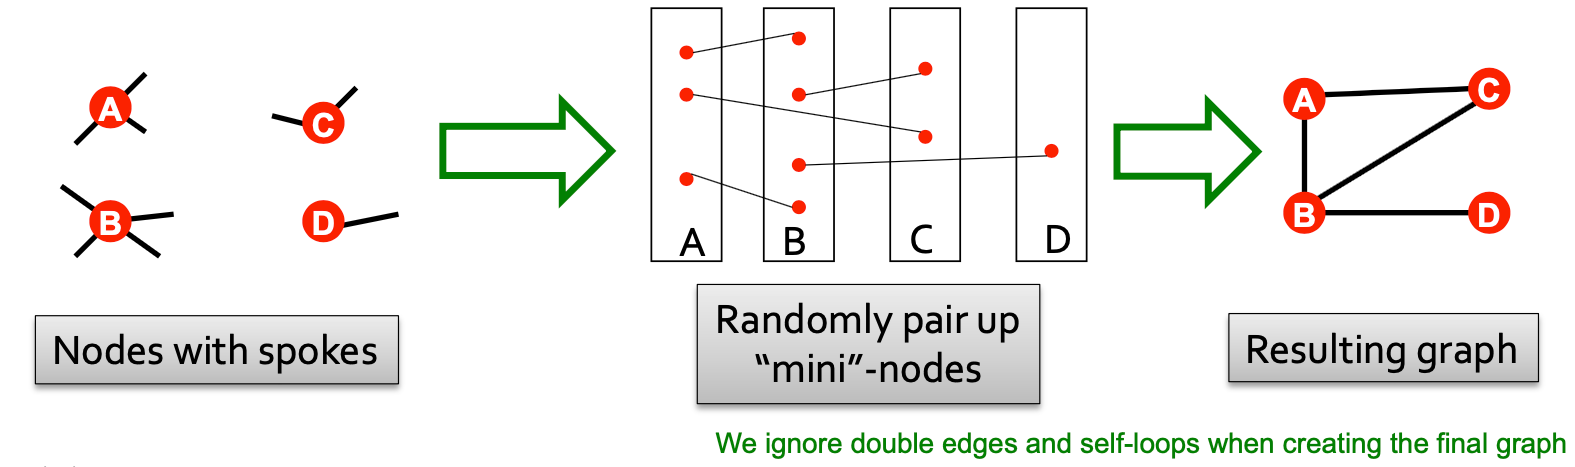 A
C
B
D
Nodes with spokes
A
B
C
D
Randomly pair up
“mini”-nodes
A
C
B
D
Resulting graph
We ignore double edges and self-loops when creating the final graph